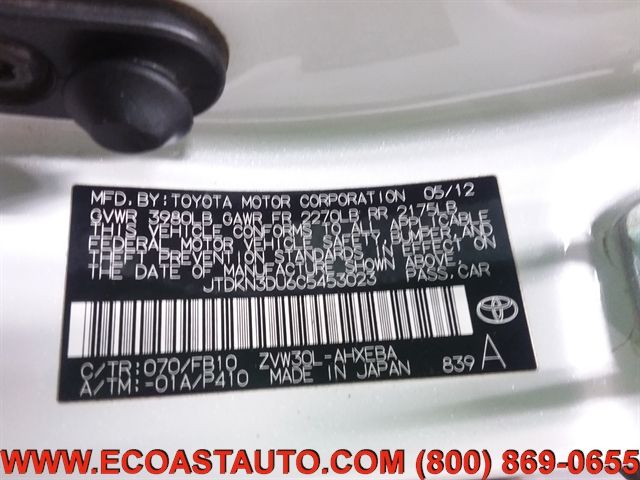 MFD. BY: TOYOTA MOTOR CORPORATION 05/12
GVWR 3980LB GAWR FR 2270LB RR 2175LB
THIS VEHICLE CONFORMS TO ALL APPLICABLE
FEDERAL MOTOR VEHICLE SAFETY, BUMPER, AND
THEFT PREVENTION STANDARDS IN EFFECT ON
THE DATE OF MANUFACTURE SHOWN ABOVE.
JTDKN3DU6C5453023 PASS. CAR
C/TR: 070/FB10 ZVW30L-AHXEBA
A/TM: -01A/P410 MADE IN JAPAN 839 A
WWW.ECOASTAUTO.COM (800) 869-0655